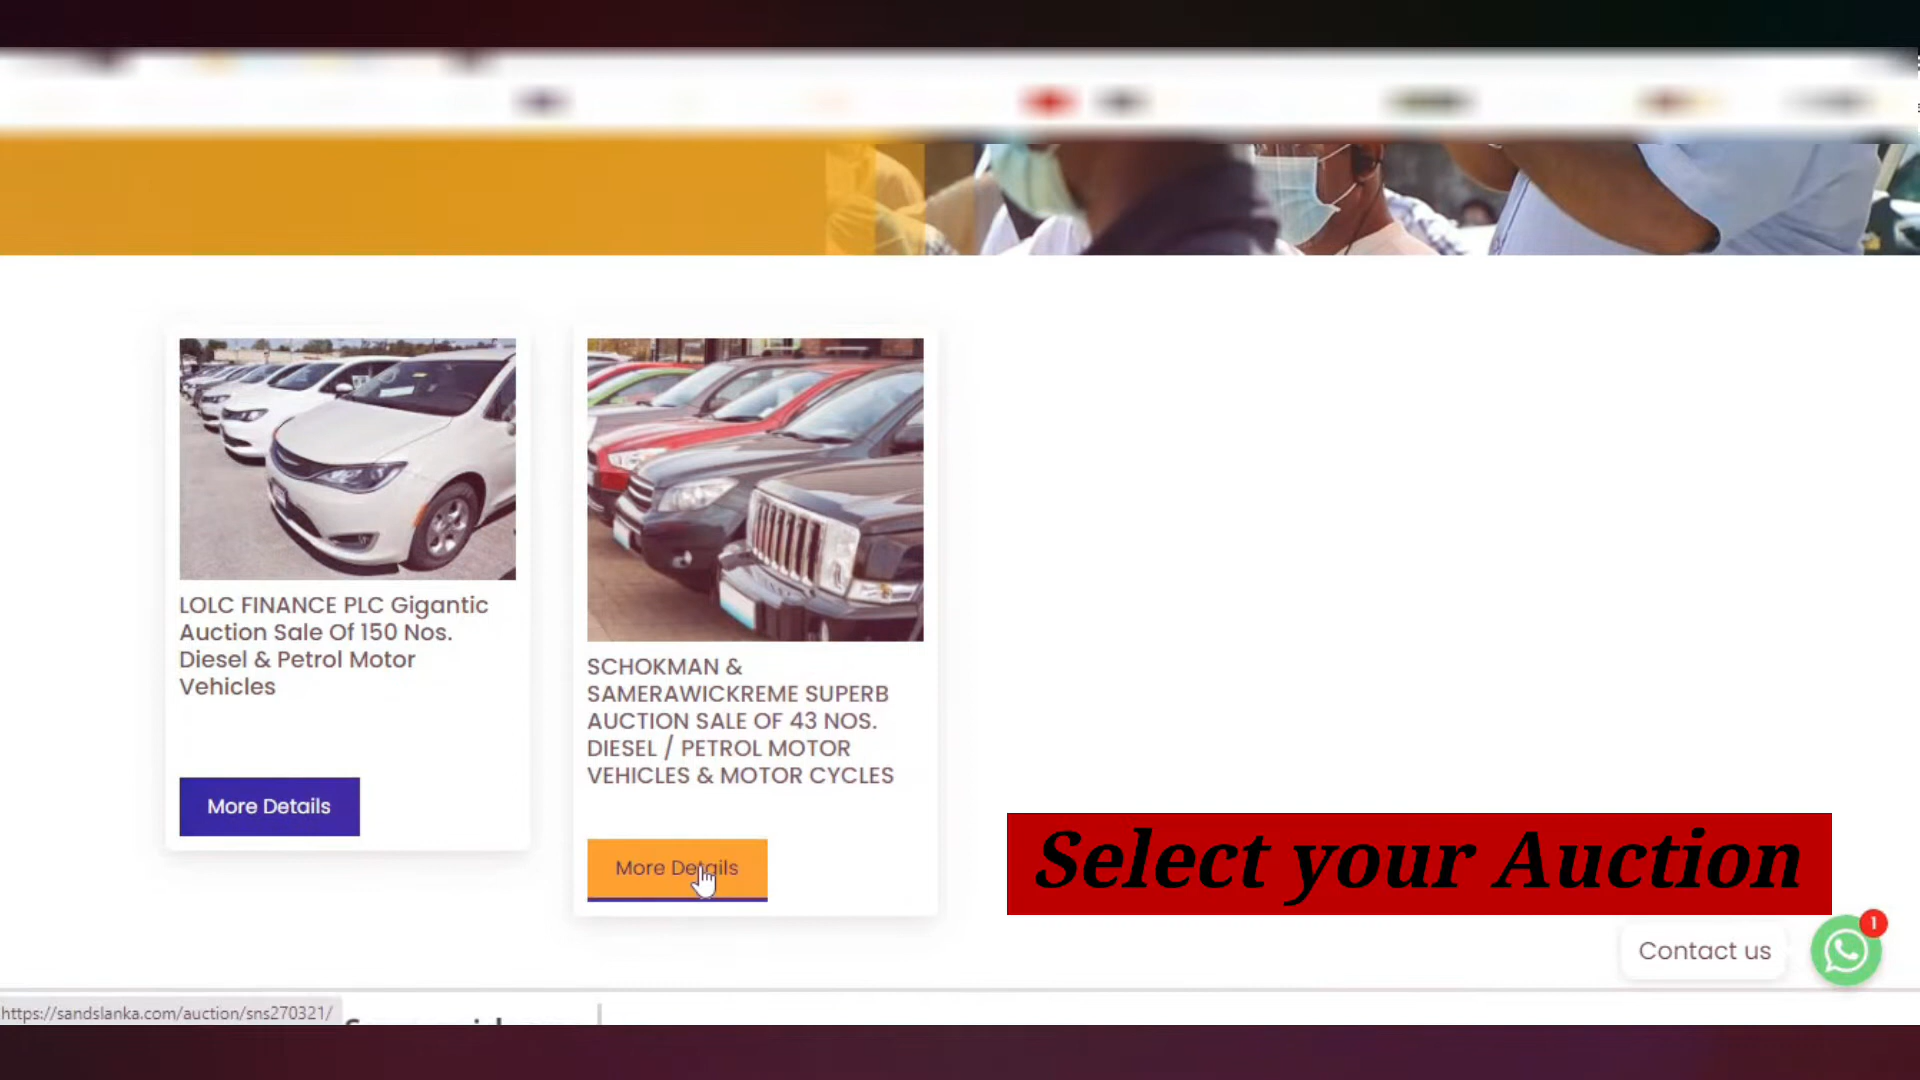 LOLC FINANCE PLC Gigantic
Auction Sale Of 150 Nos.
Diesel & Petrol Motor
Vehicles
More Details
SCHOKMAN &
SAMERAWICKREME SUPERB
AUCTION SALE OF 43 NOS.
DIESEL / PETROL MOTOR
VEHICLES & MOTOR CYCLES
More Details
Select your Auction
1
Contact us
https://sandslanka.com/auction/sns270321/